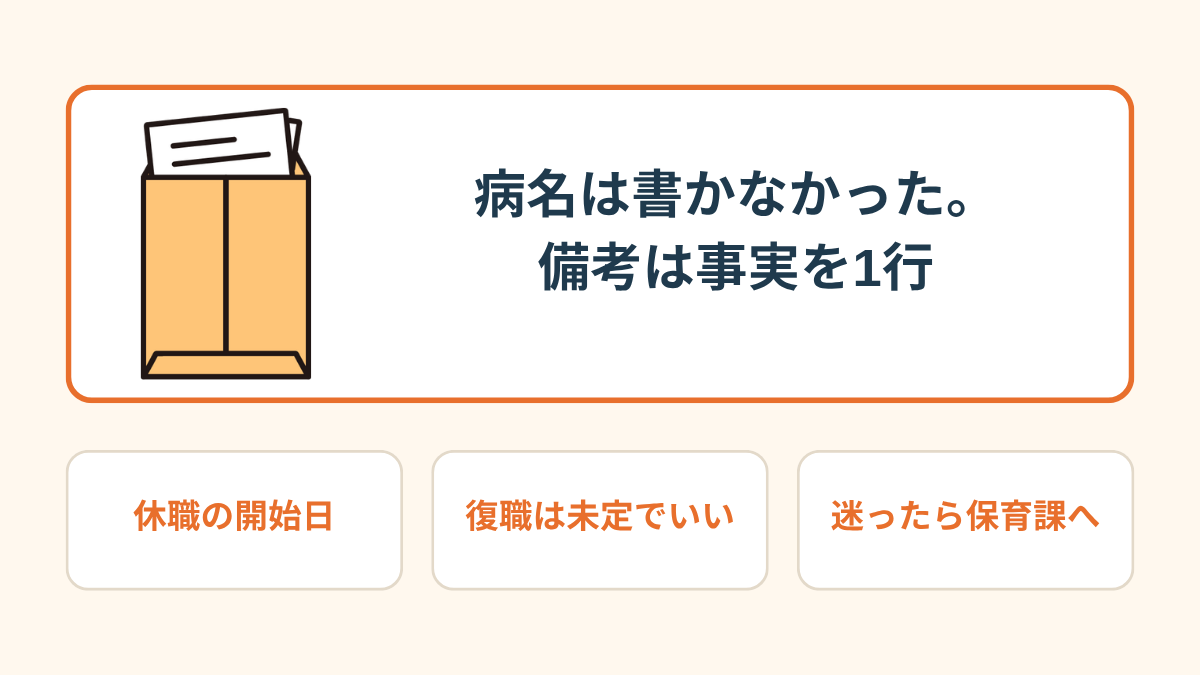 病名は書かなかった。
備考は事実を1行
休職の開始日
復職は未定でいい
迷ったら保育課へ